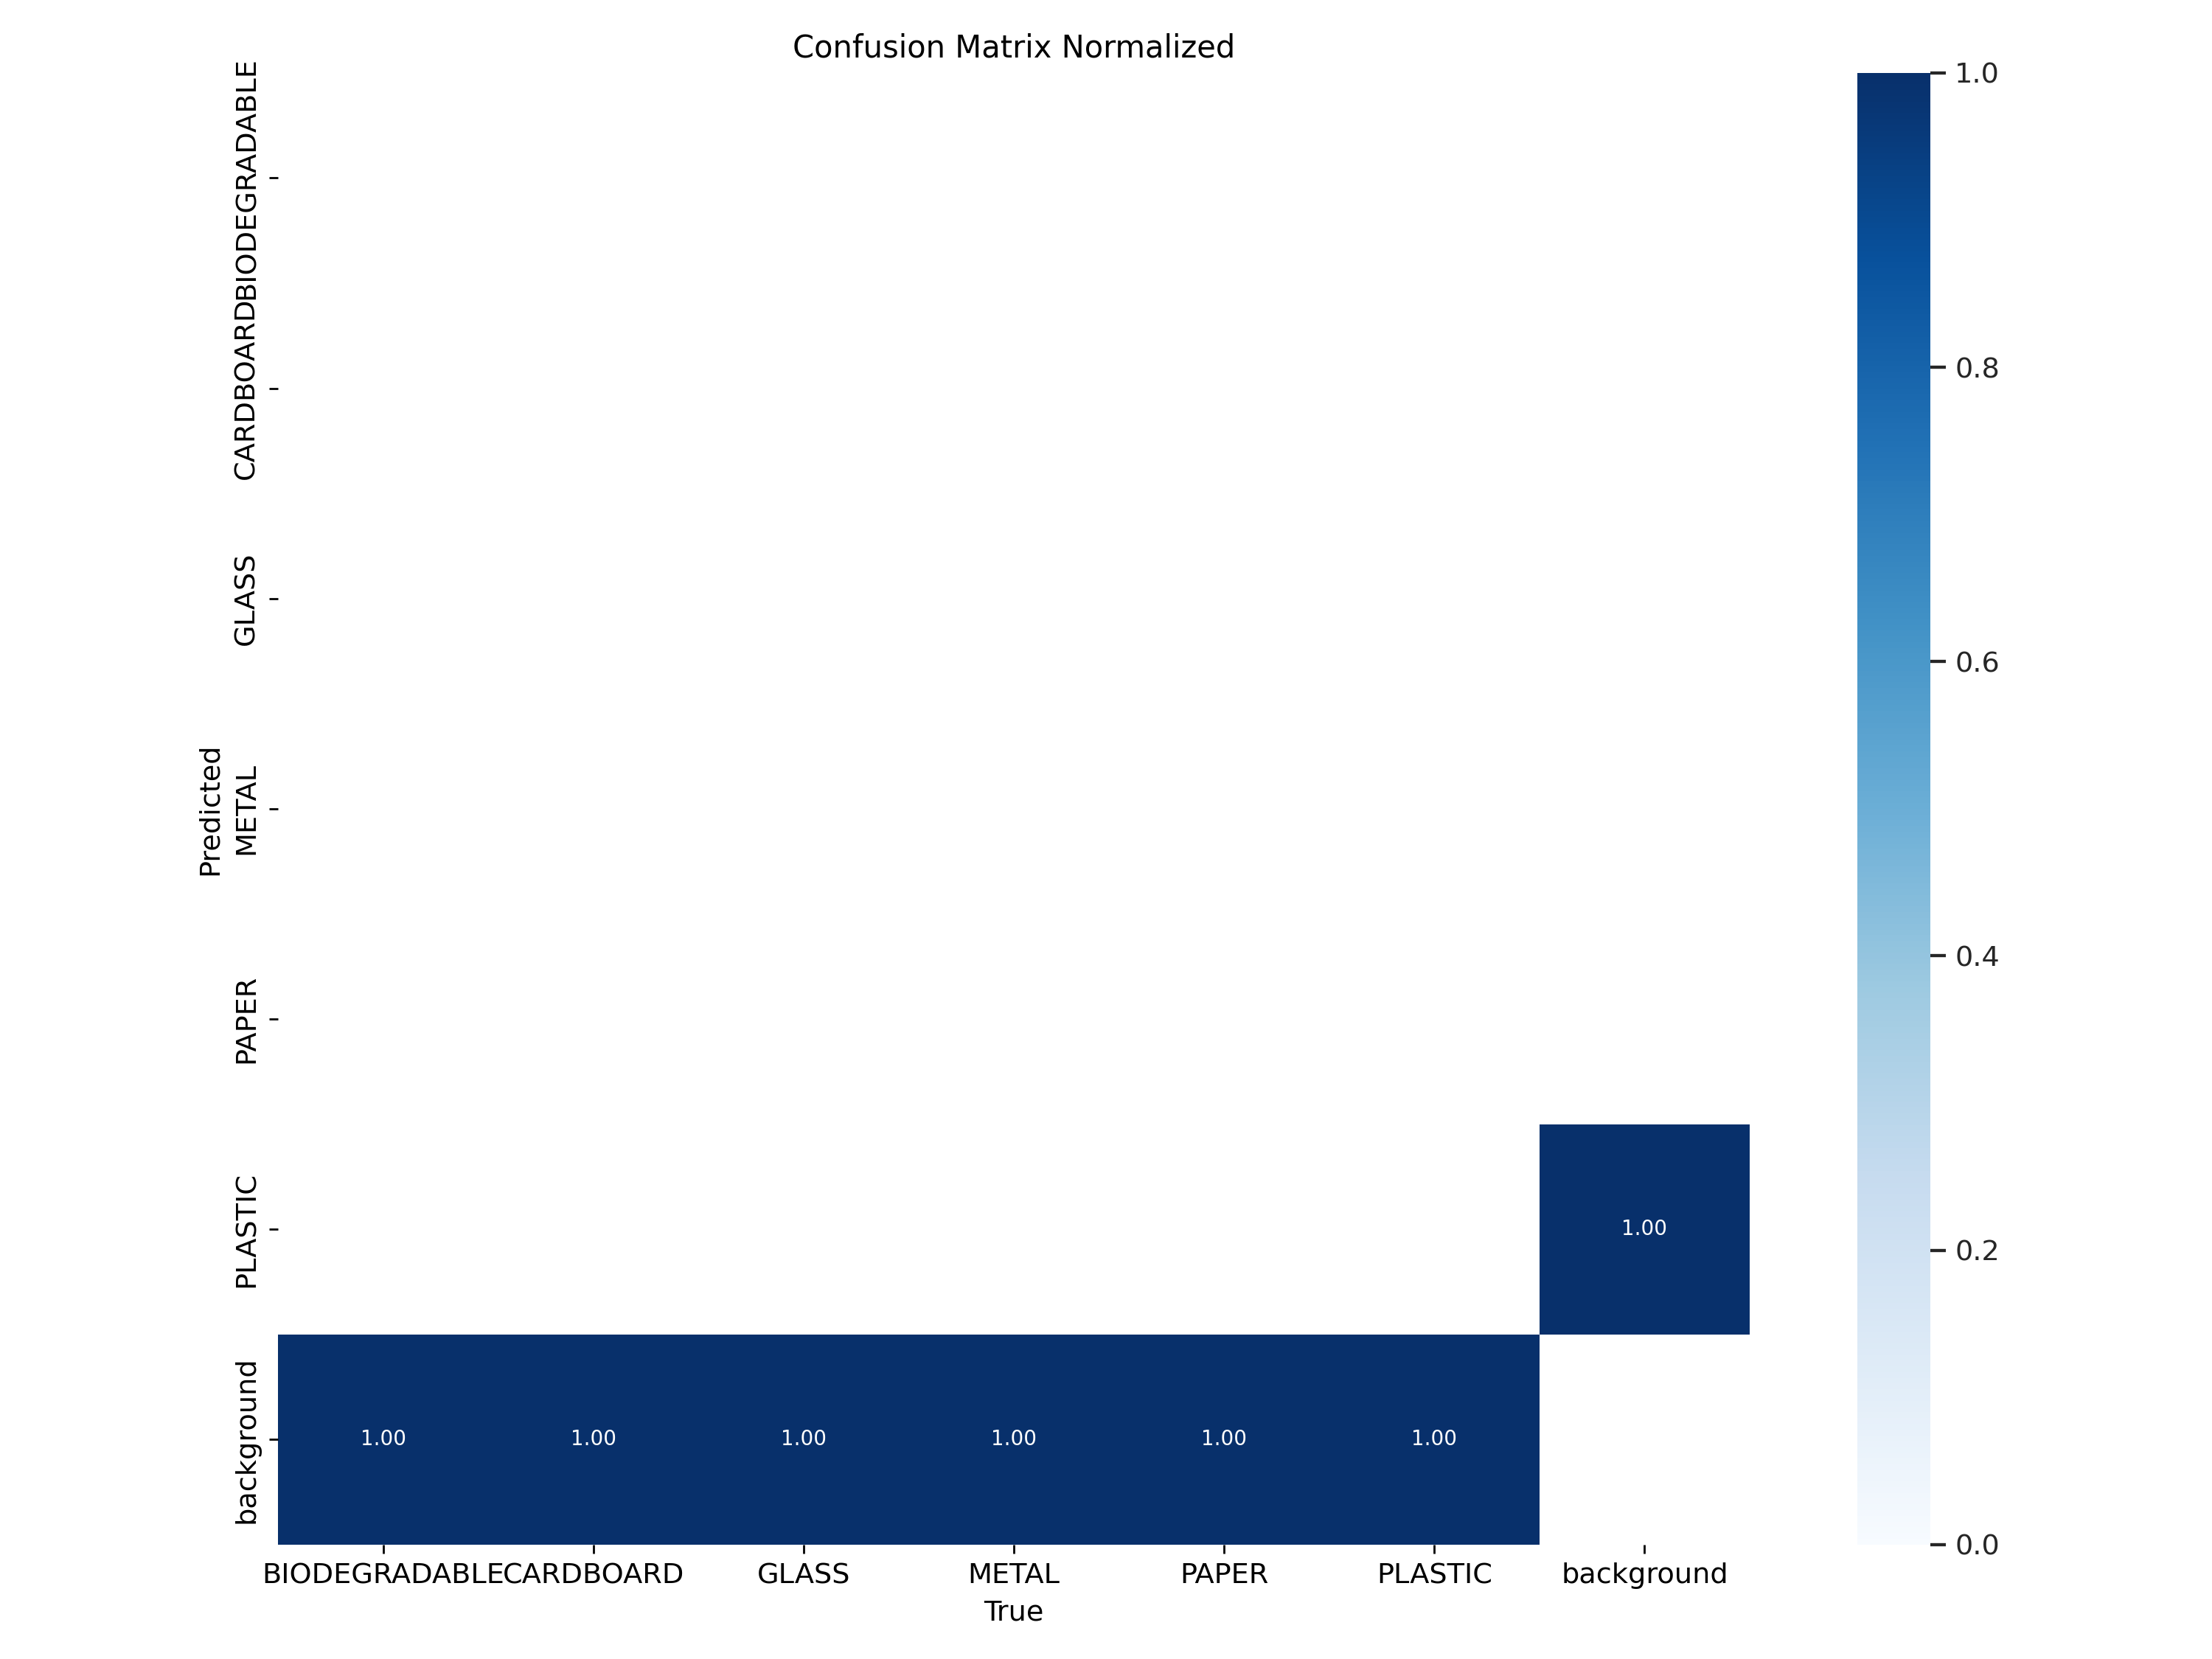 Confusion Matrix Normalized
BIODEGRADABLE
CARDBOARD
GLASS
METAL
PAPER
PLASTIC
background
Predicted
1.00
1.00 1.00 1.00 1.00 1.00 1.00
BIODEGRADABLE CARDBOARD GLASS METAL PAPER PLASTIC background
True
1.0
0.8
0.6
0.4
0.2
0.0